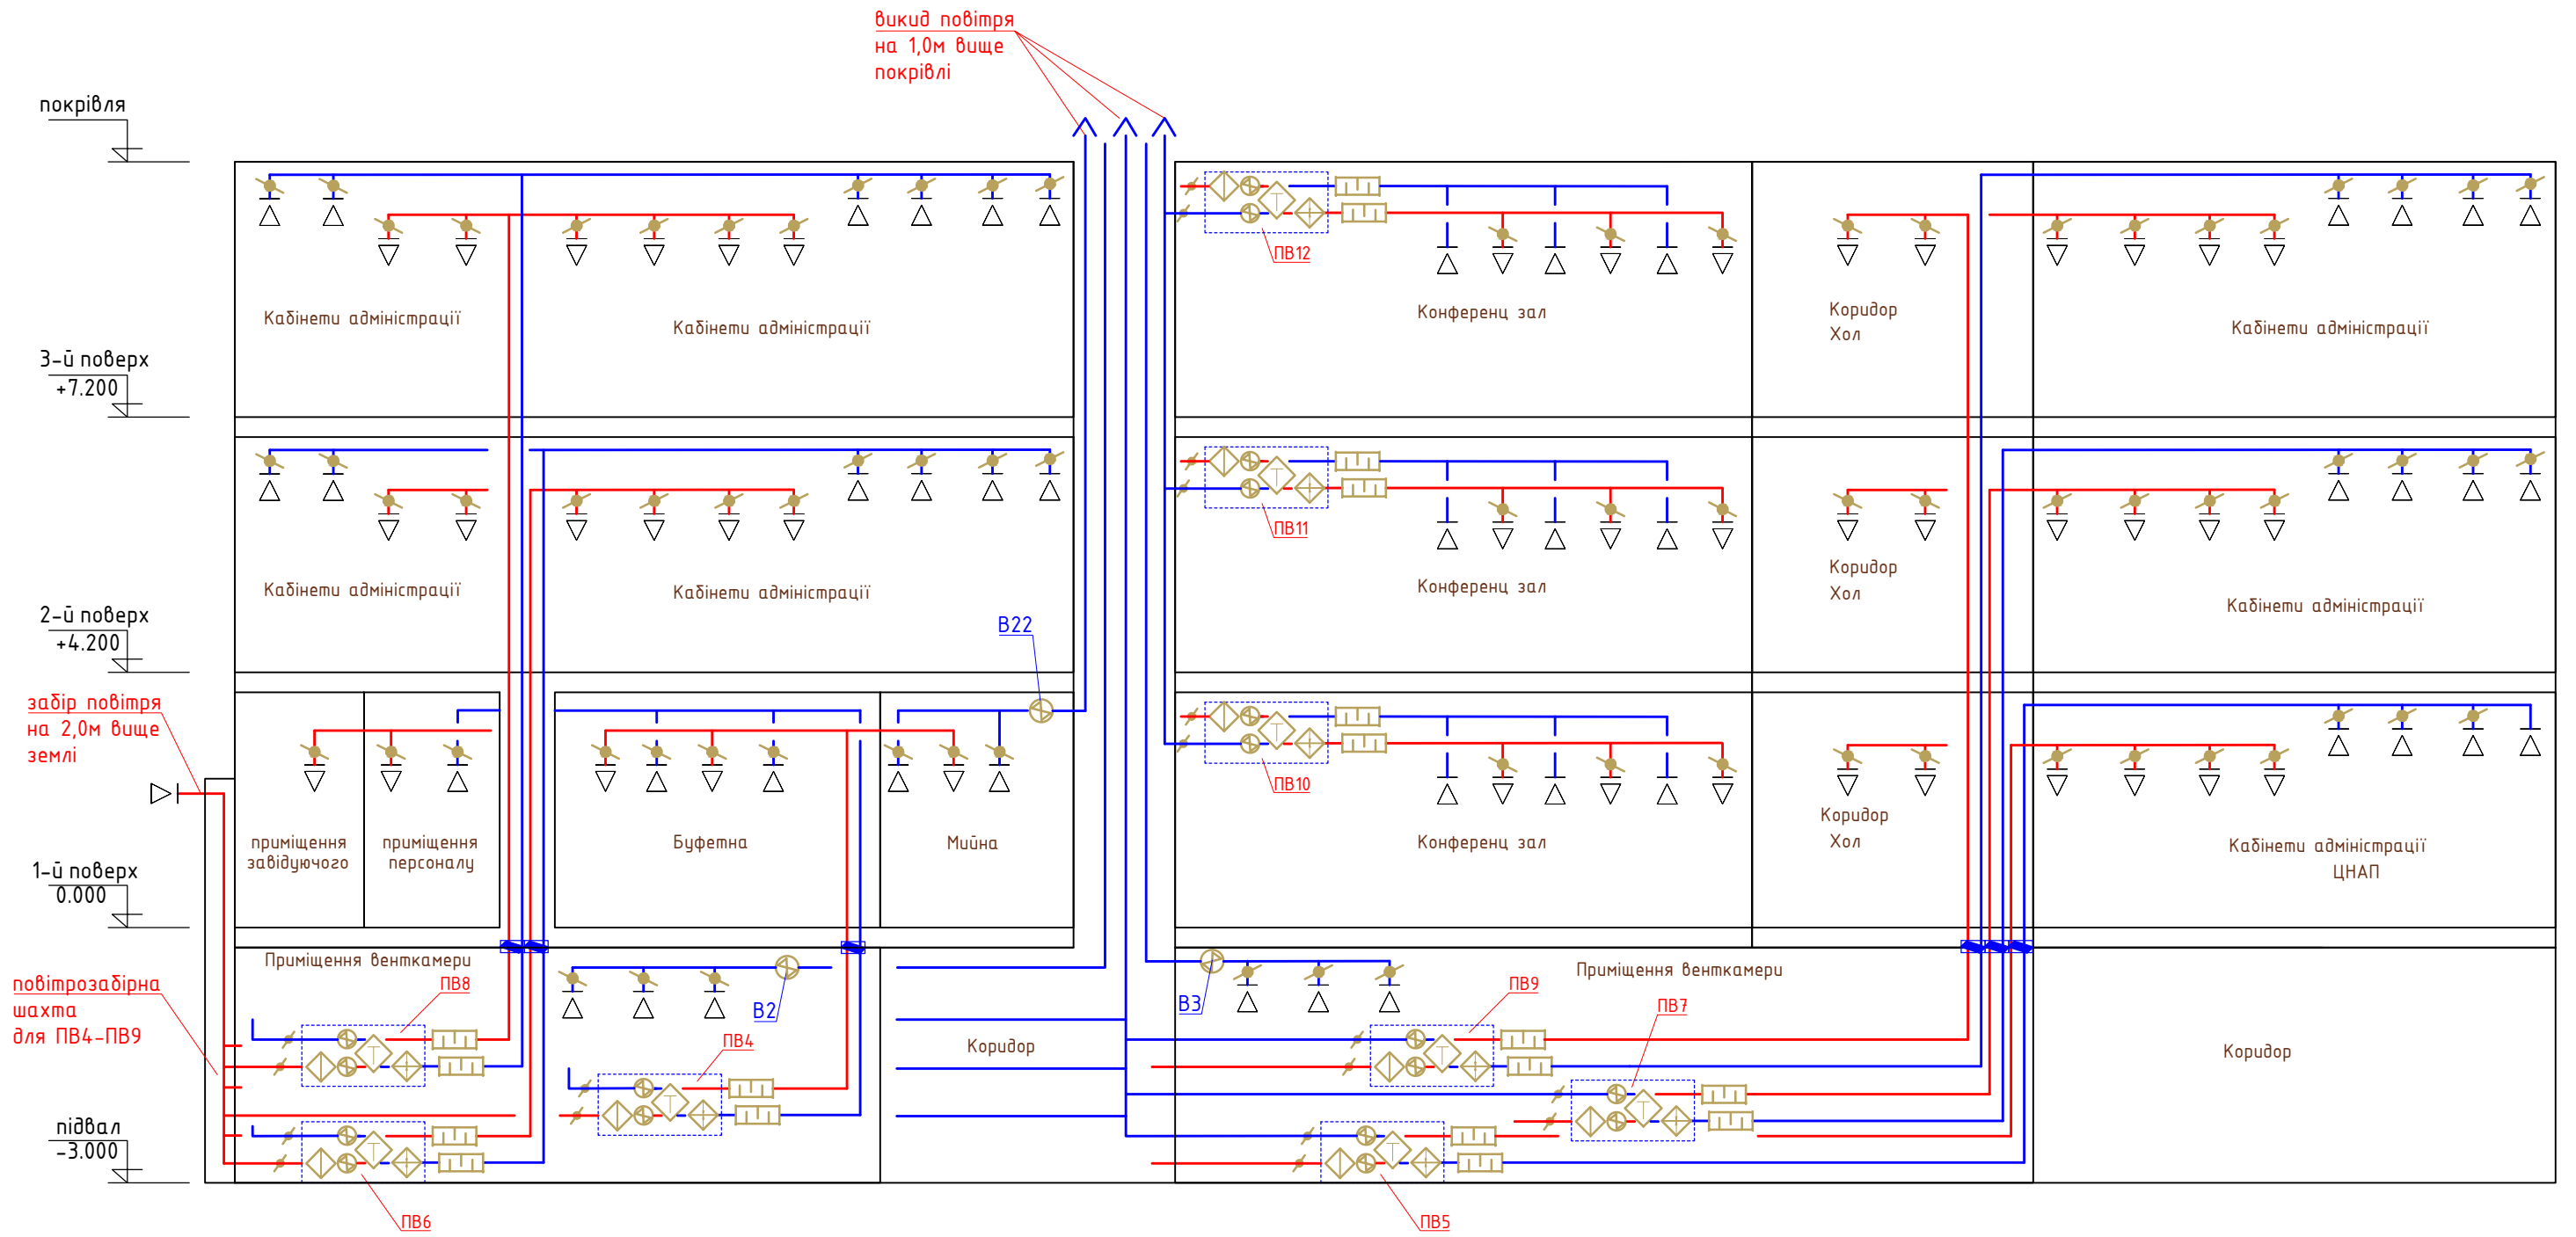 викид повітря
на 1,0м вище
покрівлі
покрівля
ПВ12
Кабінети адміністрації
Кабінети адміністрації
Конференц зал
Коридор
Хол
Кабінети адміністрації
3-й поверх
+7.200
ПВ11
Кабінети адміністрації
Кабінети адміністрації
Конференц зал
Коридор
Хол
Кабінети адміністрації
2-й поверх
+4.200
В22
забір повітря
на 2,0м вище
землі
ПВ10
приміщення
завідуючого
приміщення
персоналу
Буфетна
Мийна
Конференц зал
Коридор
Хол
Кабінети адміністрації
ЦНАП
1-й поверх
0.000
Приміщення венткамери
Приміщення венткамери
повітрозабірна
шахта
для ПВ4-ПВ9
ПВ8
В2
В3
ПВ9
ПВ7
ПВ4
Коридор
Коридор
підвал
-3.000
ПВ6
ПВ5
Т
Т
Т
Т
Т
Т
Т
Т
Т